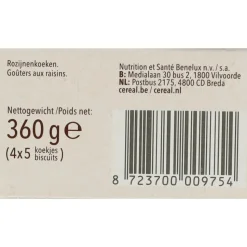 Rozijnenkoeken.
Goûters aux raisins.
Nettogewicht /Poids net:
360 g e
(4x5 koekjes
biscuits)
Nutrition et Santé Benelux n.v. / s.a.
B: Medialaan 30 bus 2, 1800 Vilvoorde
NL: Postbus 2175, 4800 CD Breda
cereal.be / cereal.nl
8 723700 009754